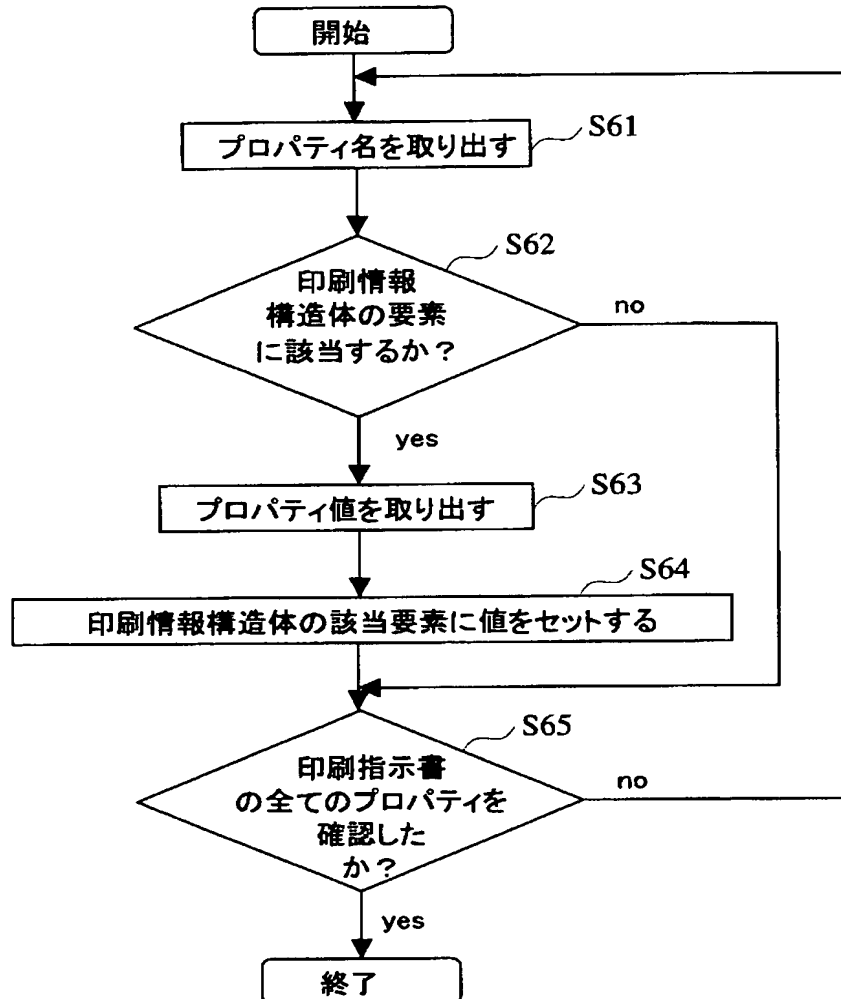 開始
プロパティ名を取り出す
S61
印刷情報
構造体の要素
に該当するか？
S62
no
yes
プロパティ値を取り出す
S63
印刷情報構造体の該当要素に値をセットする
S64
印刷指示書
の全てのプロパティを
確認した
か？
S65
no
yes
終了